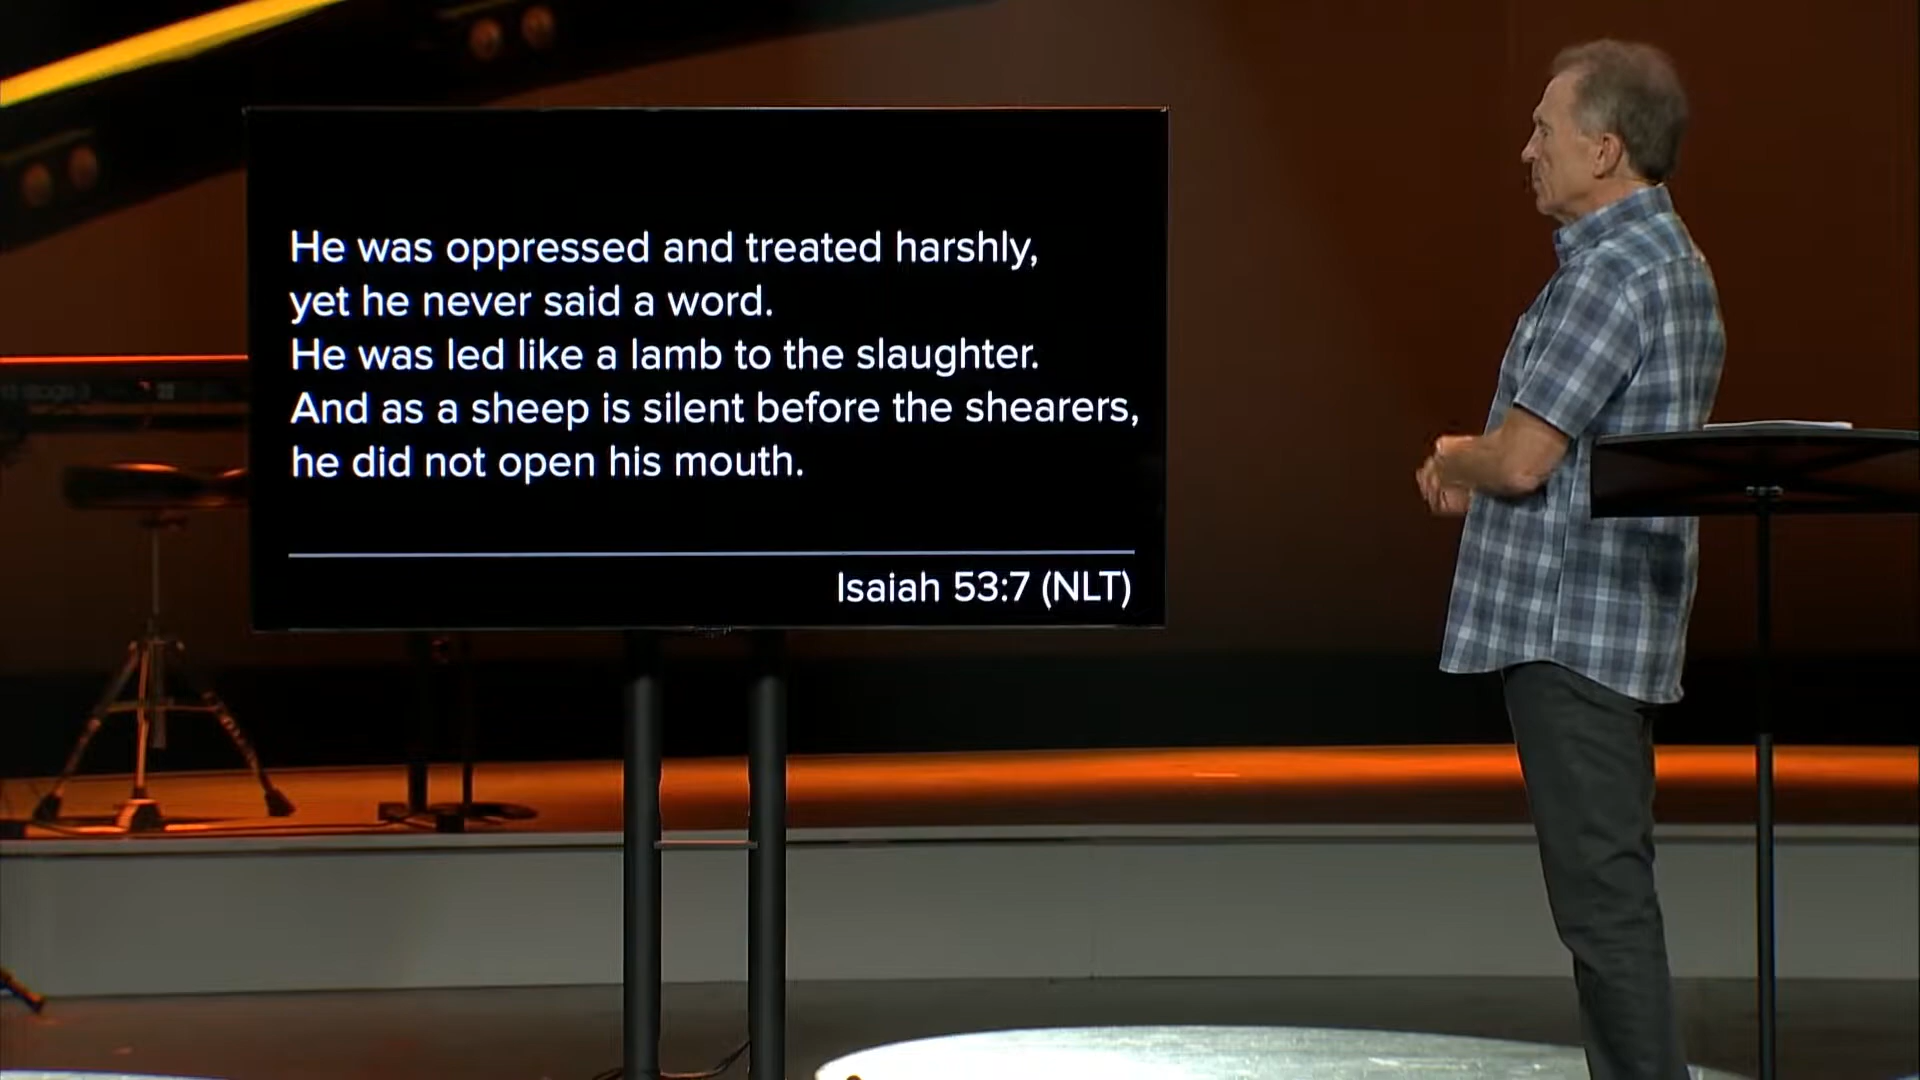 He was oppressed and treated harshly,
yet he never said a word.
He was led like a lamb to the slaughter.
And as a sheep is silent before the shearers,
he did not open his mouth.
Isaiah 53:7 (NLT)